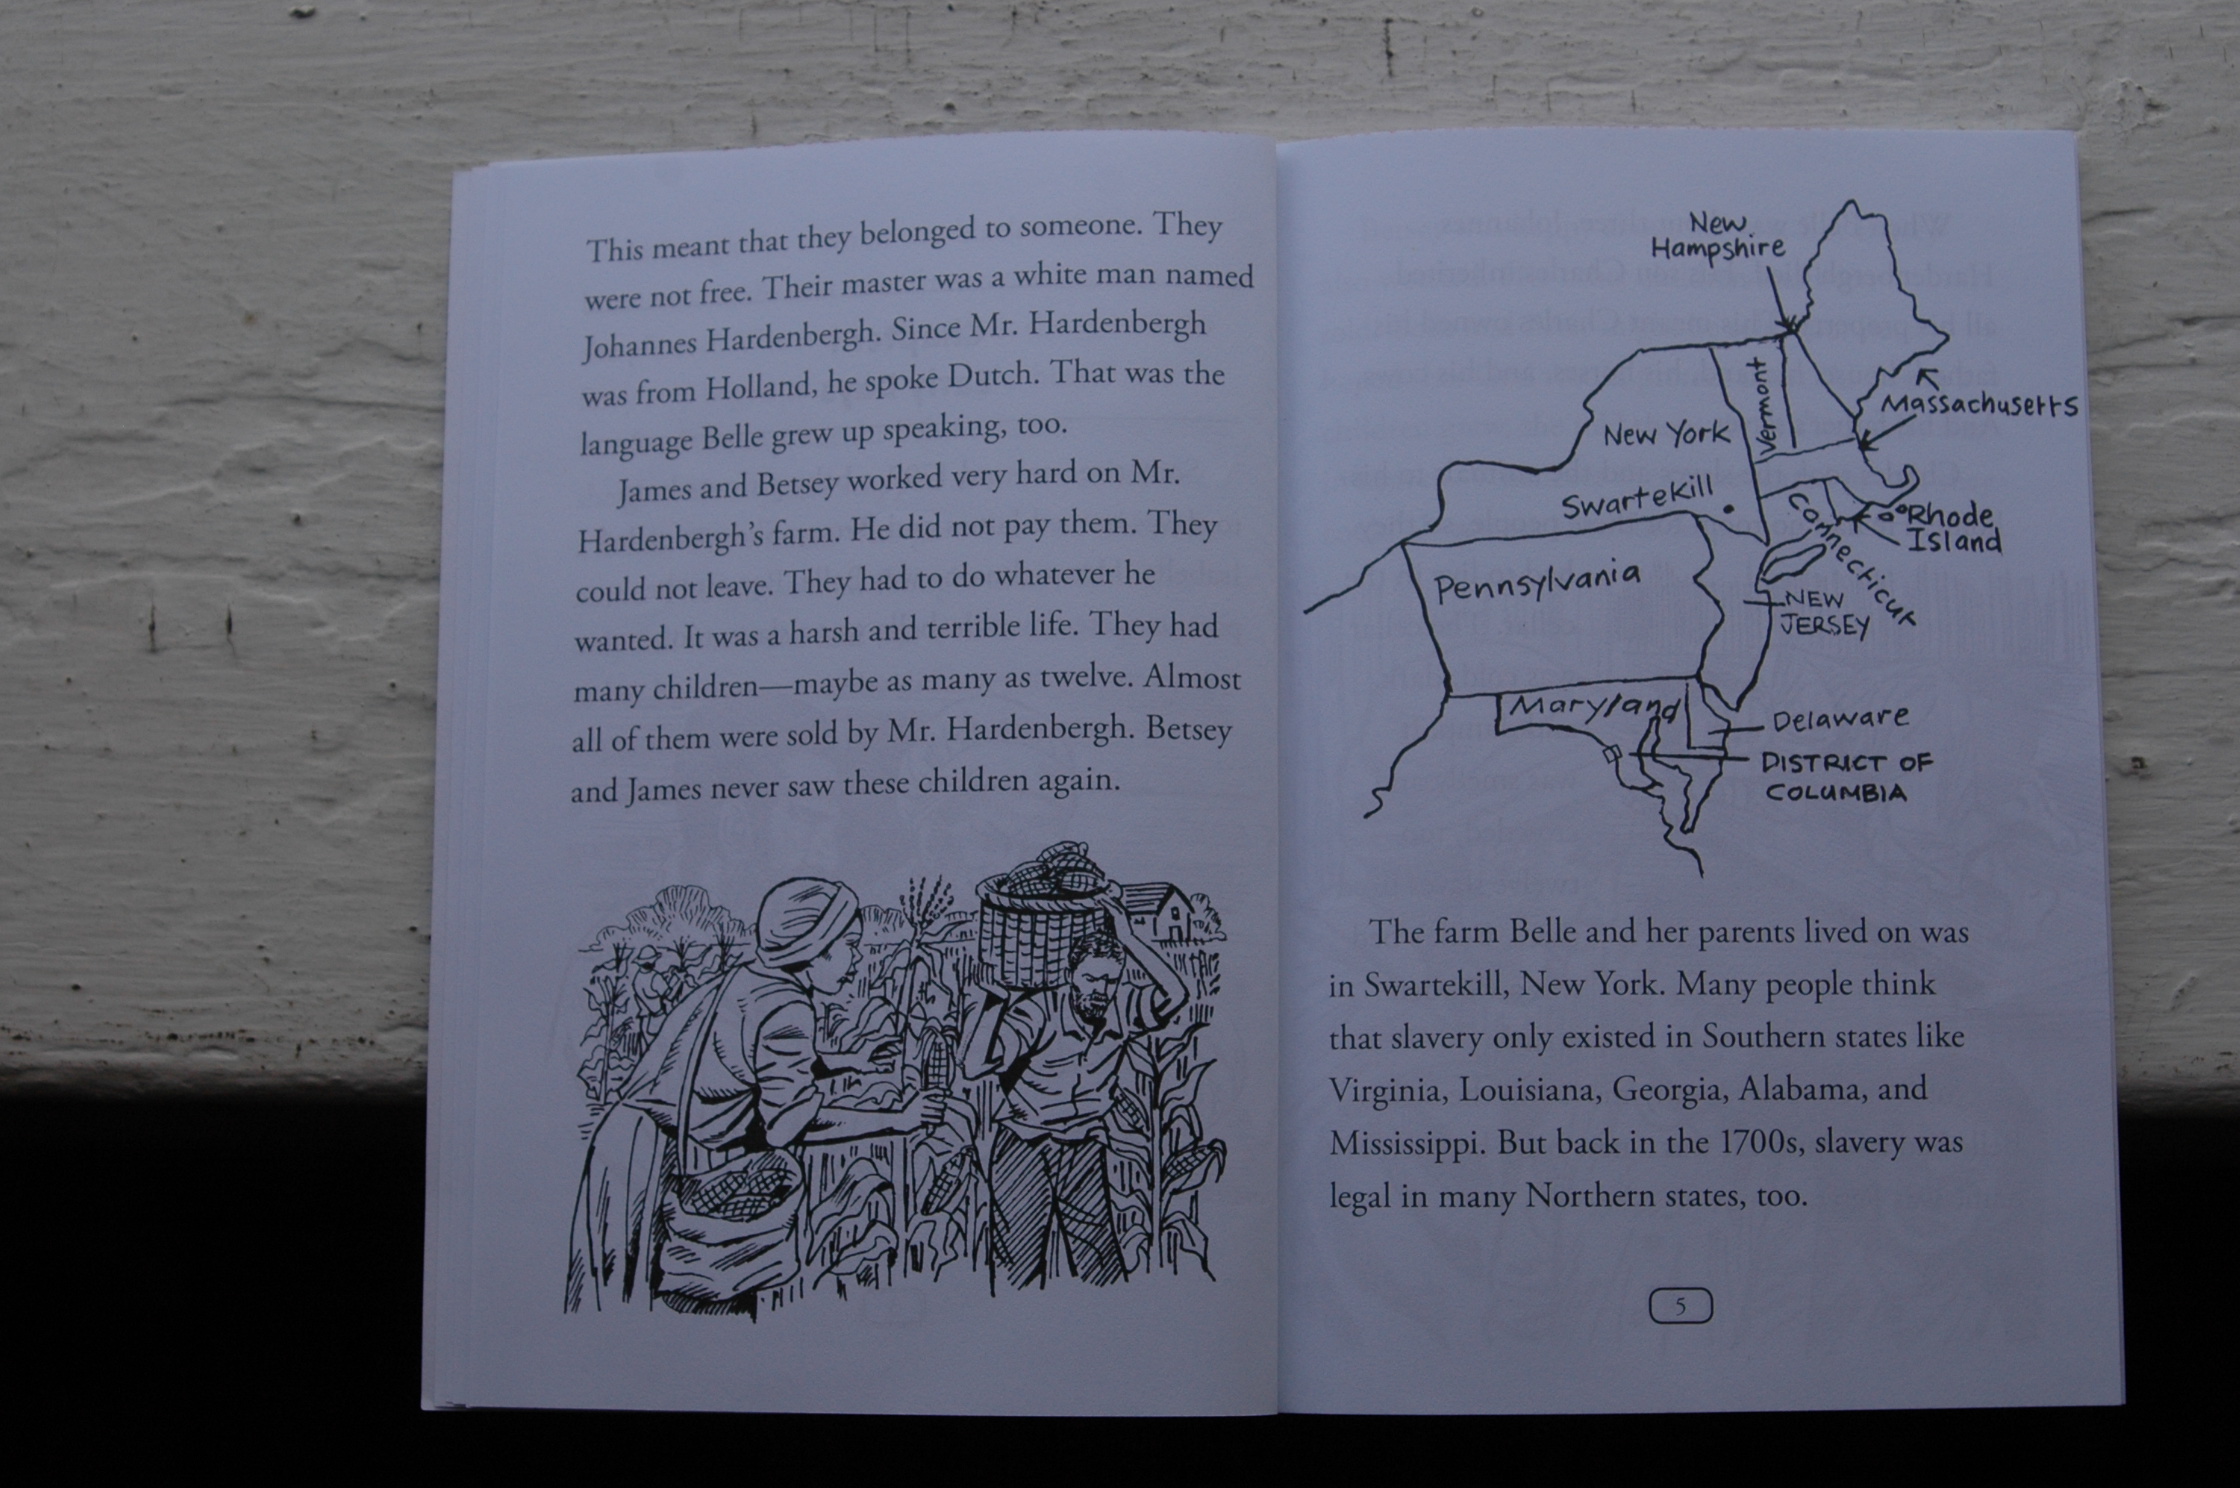 This meant that they belonged to someone. They
were not free. Their master was a white man named
Johannes Hardenbergh. Since Mr. Hardenbergh
was from Holland, he spoke Dutch. That was the
language Belle grew up speaking, too.
James and Betsey worked very hard on Mr.
Hardenbergh's farm. He did not pay them. They
could not leave. They had to do whatever he
wanted. It was a harsh and terrible life. They had
many children—maybe as many as twelve. Almost
all of them were sold by Mr. Hardenbergh. Betsey
and James never saw these children again.
New
Hampshire
Massachusetts
Vermont
New York
Swartekill
Connecticut
Rhode
Island
Pennsylvania
NEW
JERSEY
Maryland
Delaware
DISTRICT OF
COLUMBIA
The farm Belle and her parents lived on was
in Swartekill, New York. Many people think
that slavery only existed in Southern states like
Virginia, Louisiana, Georgia, Alabama, and
Mississippi. But back in the 1700s, slavery was
legal in many Northern states, too.
5